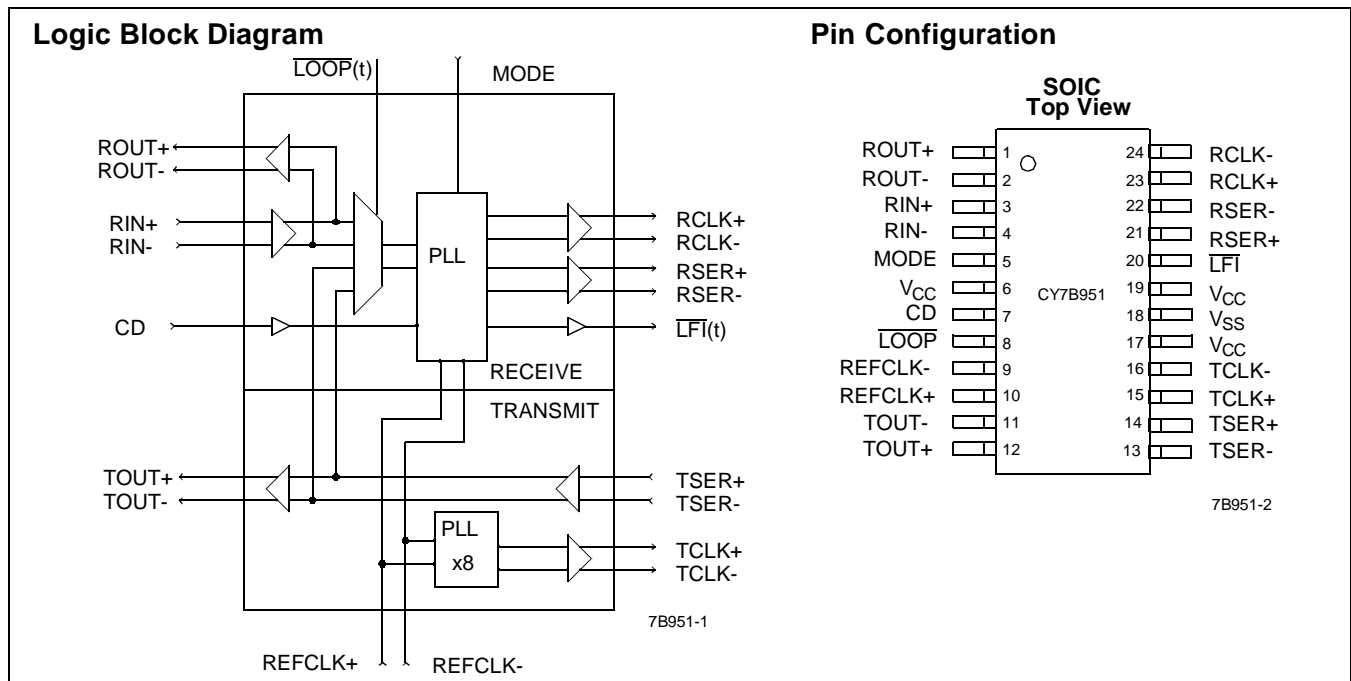 Logic Block Diagram
LOOP(t)
MODE
ROUT+
ROUT-
RIN+
RIN-
CD
PLL
RCLK+
RCLK-
RSER+
RSER-
LFI(t)
RECEIVE
TRANSMIT
TOUT+
TOUT-
TSER+
TSER-
PLL
x8
TCLK+
TCLK-
7B951-1
REFCLK+
REFCLK-
Pin Configuration
SOIC
Top View
ROUT+ 1 24 RCLK-
ROUT- 2 23 RCLK+
RIN+ 3 22 RSER-
RIN- 4 21 RSER+
MODE 5 20 LFI
VCC 6 CY7B951 19 VCC
CD 7 18 VSS
LOOP 8 17 VCC
REFCLK- 9 16 TCLK-
REFCLK+ 10 15 TCLK+
TOUT- 11 14 TSER+
TOUT+ 12 13 TSER-
7B951-2